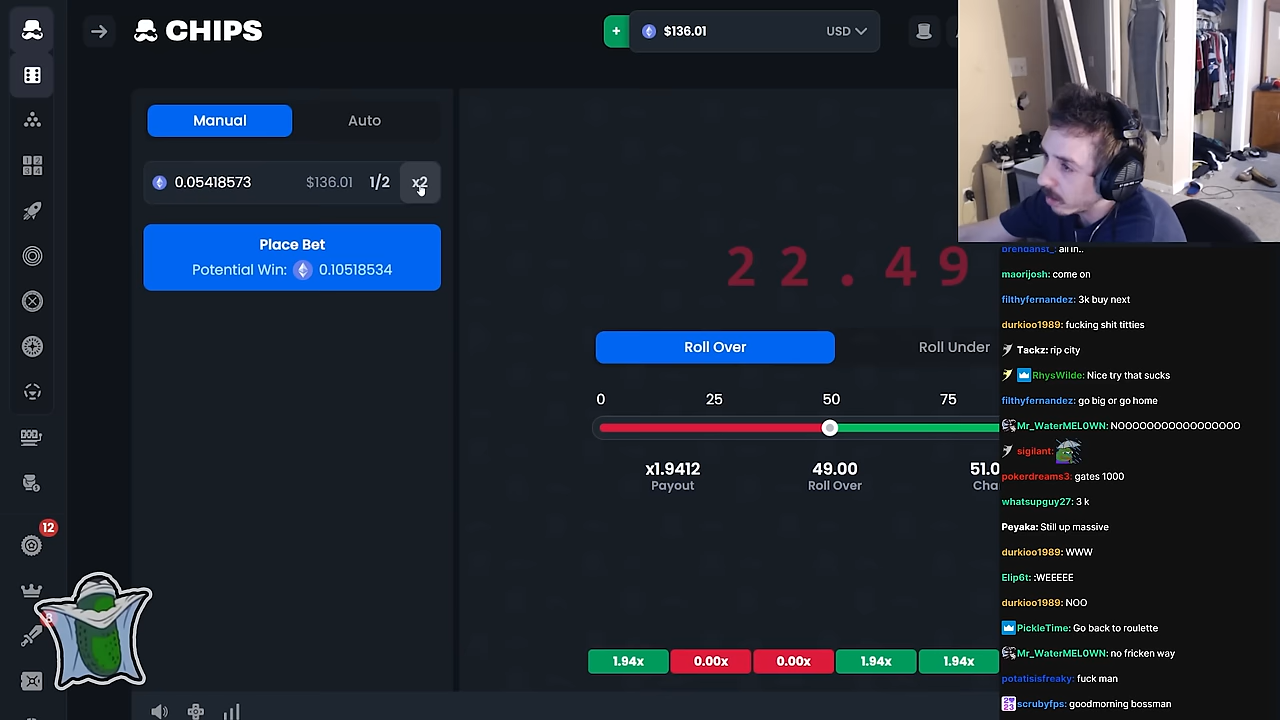 CHIPS
+
$136.01
USD
Manual
Auto
0.05418573
$136.01
1/2
x2
Place Bet
Potential Win: 0.10518534
22.49
Roll Over
Roll Under
0
25
50
75
x1.9412
49.00
51.0
Payout
Roll Over
Cha
12
8
1.94x
0.00x
0.00x
1.94x
1.94x
brenbanst_: all in..
maorijosh: come on
filthyfernandez: 3k buy next
durkioo1989: fucking shit titties
Tackz: rip city
RhysWilde: Nice try that sucks
filthyfernandez: go big or go home
Mr_WaterMEL0WN: NOOOOOOOOOOOOOOOOO
sigilant:
pokerdreams3: gates 1000
whatsupguy27: 3 k
Peyaka: Still up massive
durkioo1989: WWW
Elip6t: :WEEEEE
durkioo1989: NOO
PickleTime: Go back to roulette
Mr_WaterMEL0WN: no fricken way
potatisisfreaky: fuck man
scrubyfps: goodmorning bossman